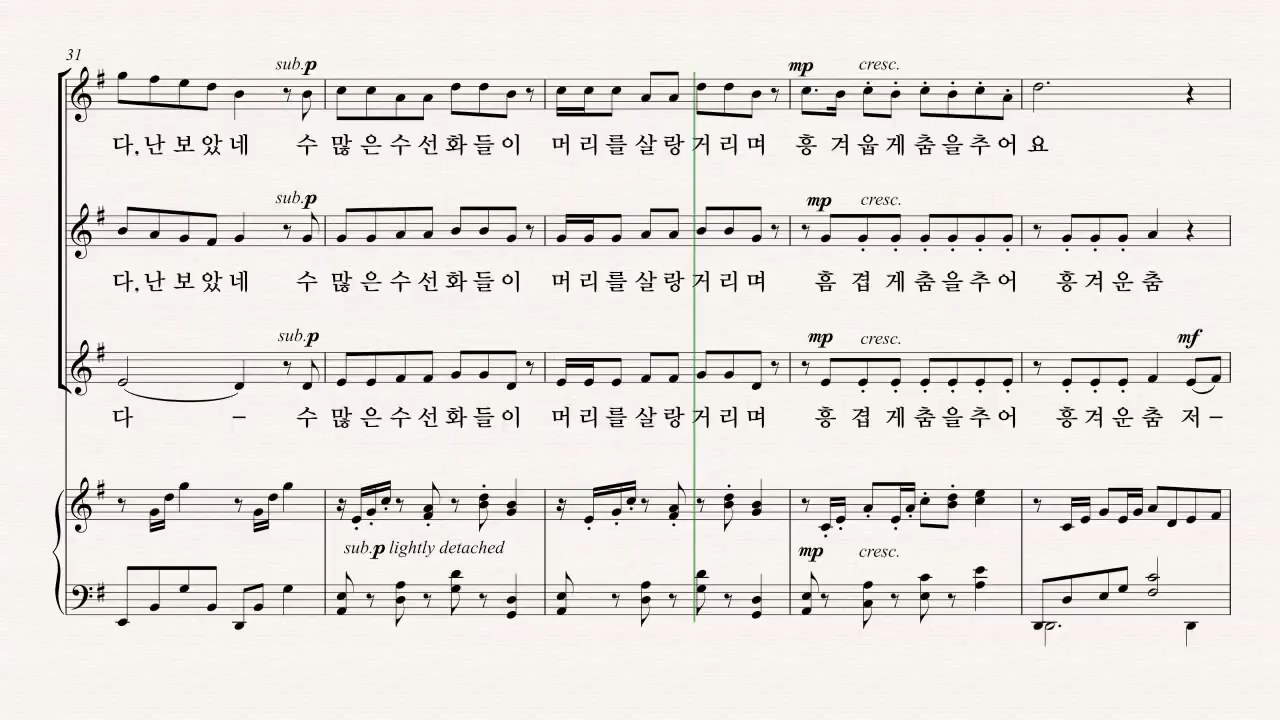 31
sub.p mp cresc.
다, 난 보 았 네 수 많 은 수 선 화 들 이 머 리 를 살 랑 거 리 며 흥 겨 웁 게 춤 을 추 어 요
sub.p mp cresc.
다, 난 보 았 네 수 많 은 수 선 화 들 이 머 리 를 살 랑 거 리 며 흠 겹 게 춤 을 추 어 흥 겨 운 춤
sub.p mp cresc. mf
다 – 수 많 은 수 선 화 들 이 머 리 를 살 랑 거 리 며 흥 겹 게 춤 을 추 어 흥 겨 운 춤 저 –
sub.p lightly detached mp cresc.